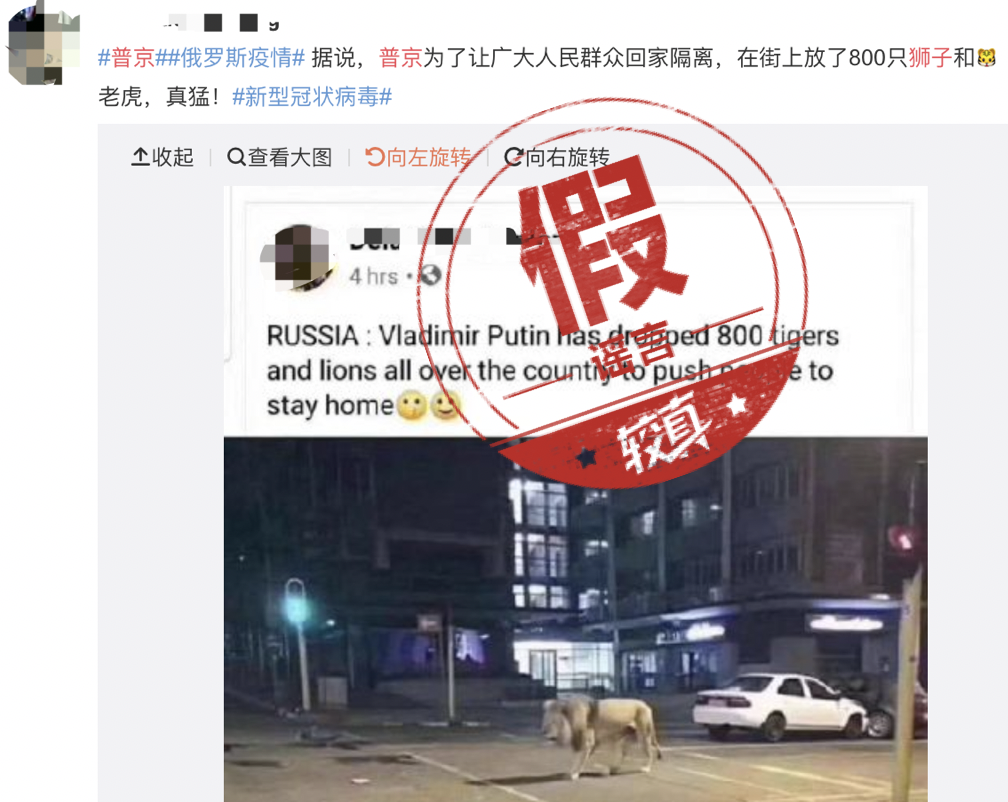 #普京##俄罗斯疫情# 据说，普京为了让广大人民群众回家隔离，在街上放了800只狮子和🐯
老虎，真猛！#新型冠状病毒#
收起 查看大图 向左旋转 向右旋转
假
谣言
较真
4 hrs
RUSSIA : Vladimir Putin has dropped 800 tigers
and lions all over the country to push people to
stay home